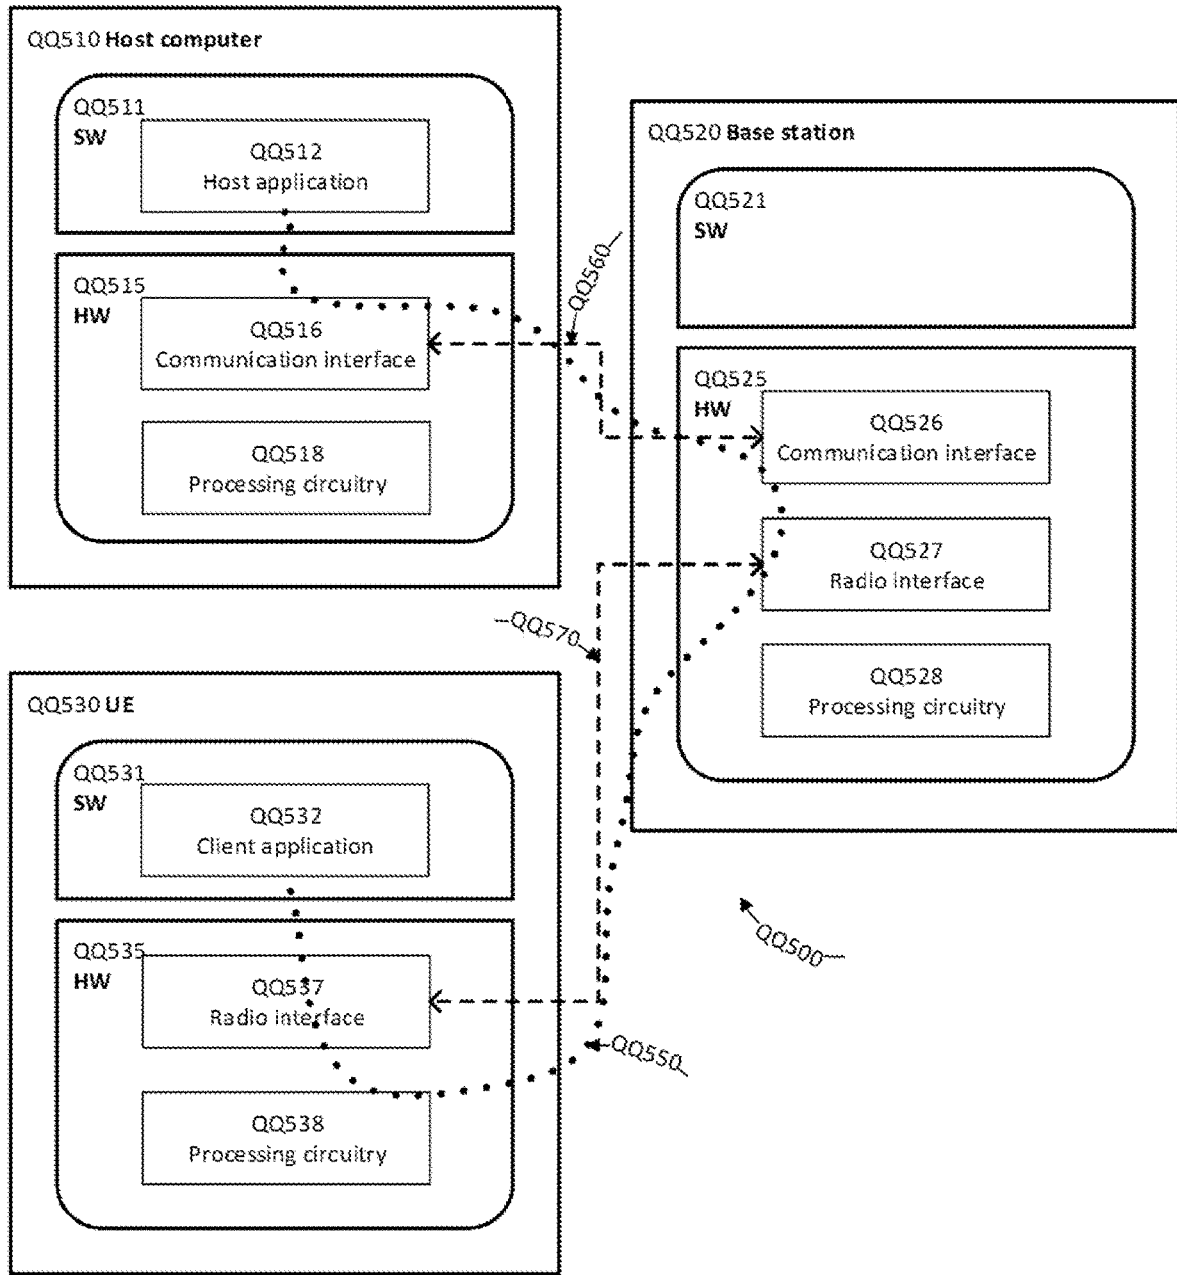 QQ510 Host computer
QQ511
SW
QQ512
Host application
QQ515
HW
QQ516
Communication interface
QQ518
Processing circuitry
QQ560
QQ520 Base station
QQ521
SW
QQ525
HW
QQ526
Communication interface
QQ527
Radio interface
QQ528
Processing circuitry
QQ570
QQ530 UE
QQ531
SW
QQ532
Client application
QQ535
HW
QQ537
Radio interface
QQ538
Processing circuitry
QQ500
QQ550